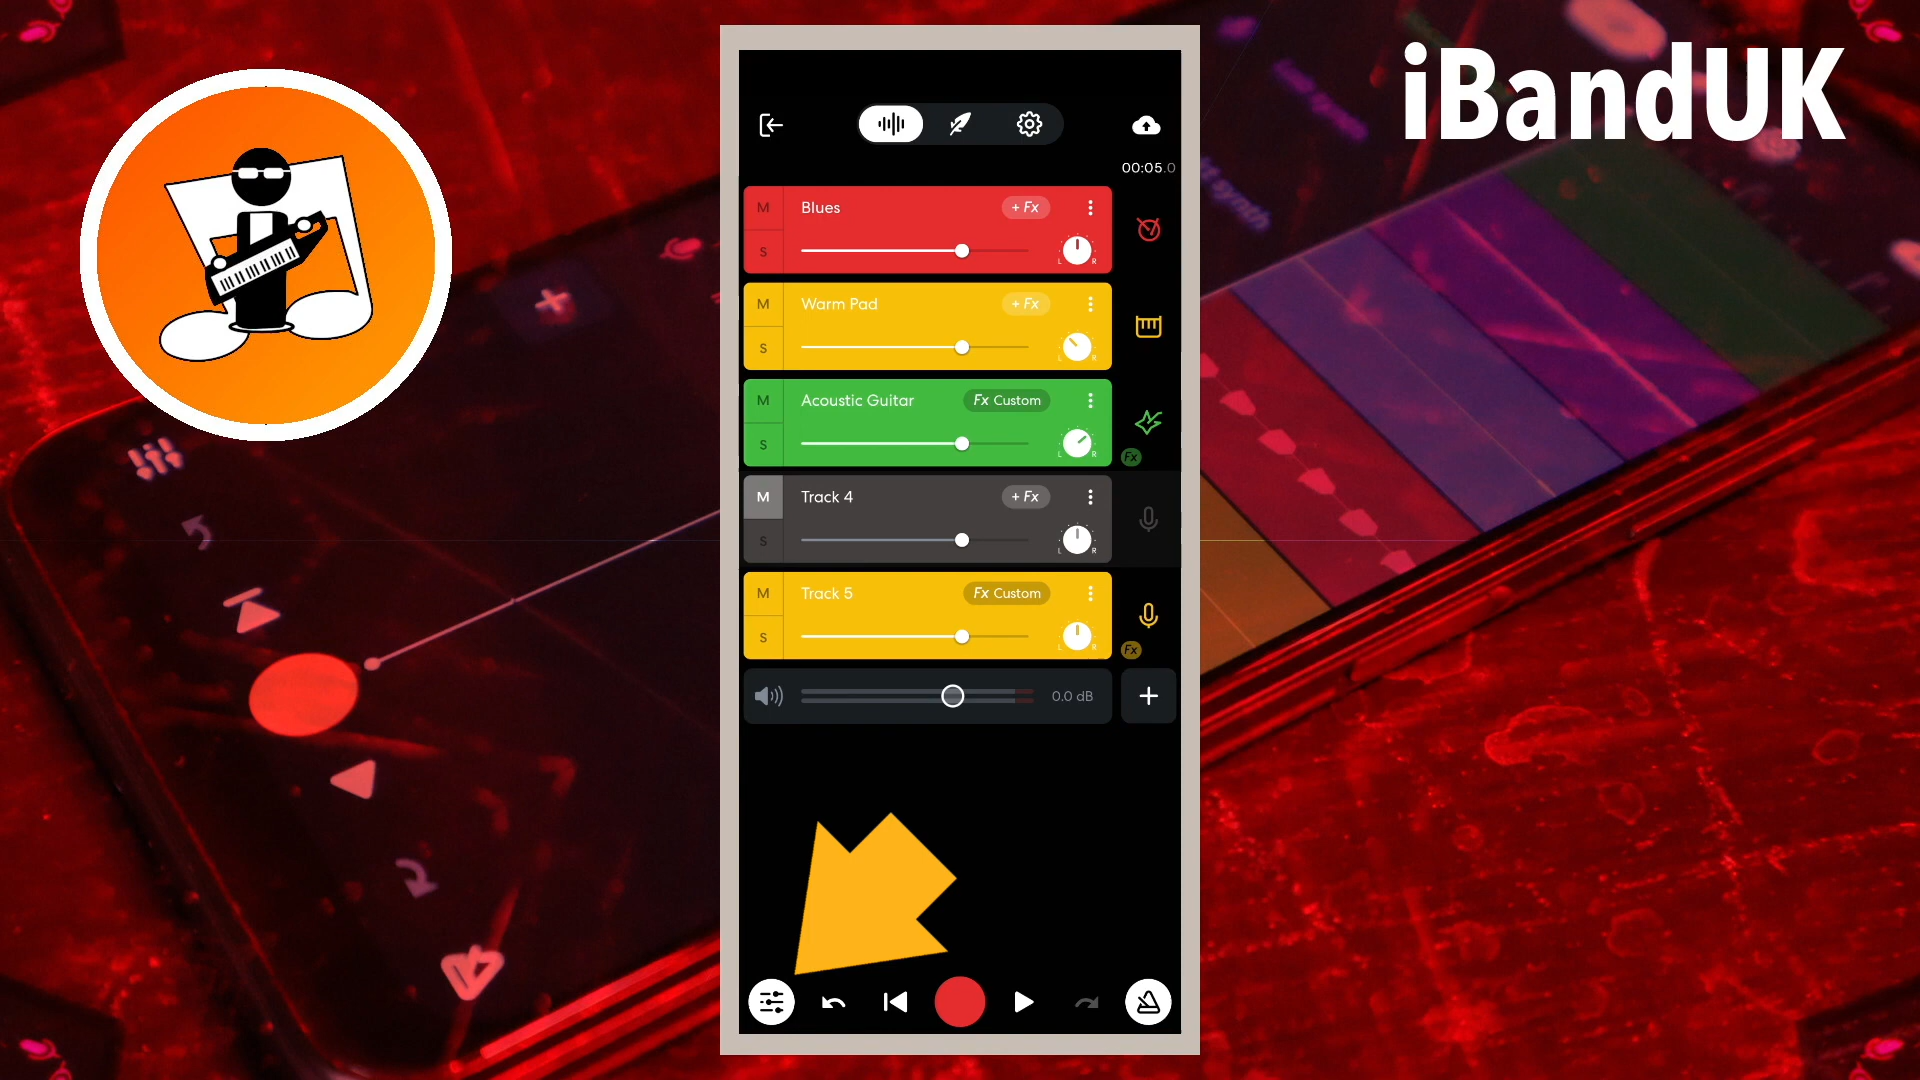 iBandUK
00:05.0
M Blues + Fx
S L R
M Warm Pad + Fx
S L R
M Acoustic Guitar Fx Custom
S L R
Fx
M Track 4 + Fx
S L R
M Track 5 Fx Custom
S L R
Fx
0.0 dB